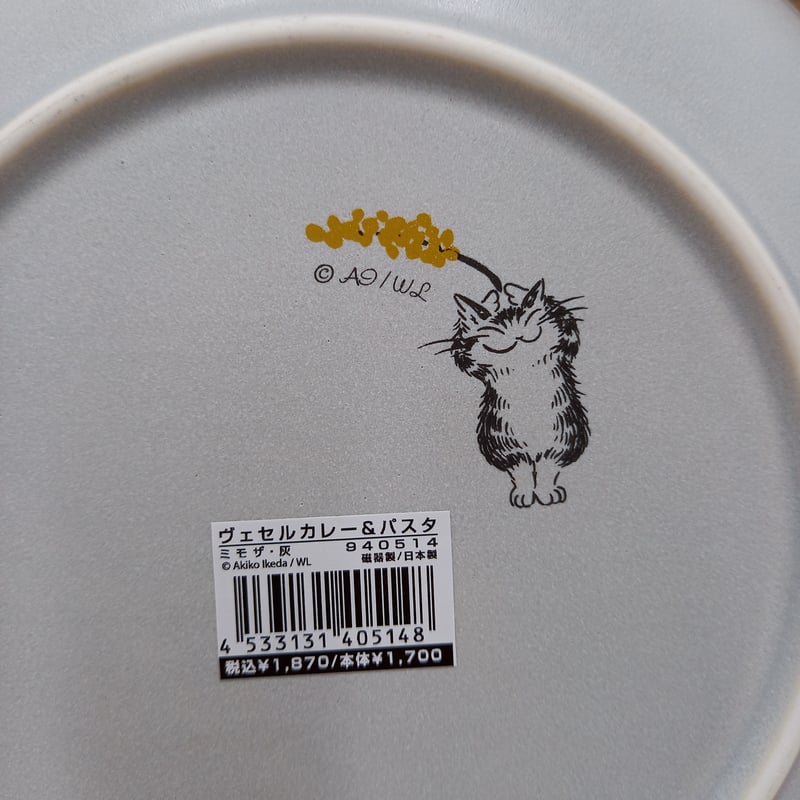 © AI/WL
ヴェセルカレー&パスタ
ミモザ・灰 940514
© Akiko Ikeda / WL 磁器製/日本製
4 533131 405148
税込¥1,870/本体¥1,700